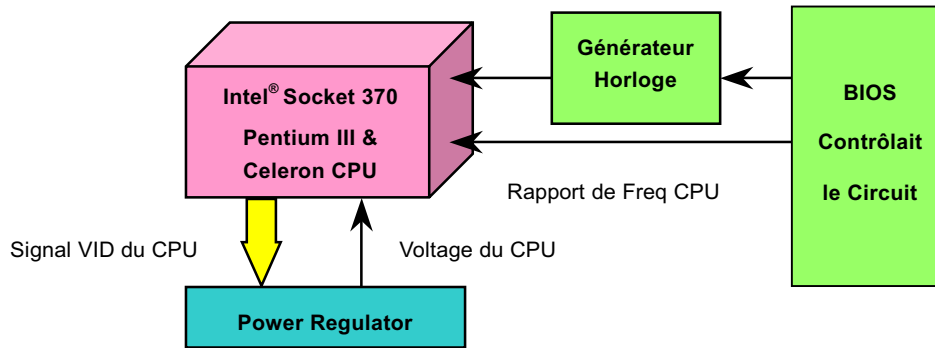 Générateur
Horloge
Intel® Socket 370
Pentium III &
Celeron CPU
BIOS
Contrôlait
le Circuit
Rapport de Freq CPU
Signal VID du CPU
Voltage du CPU
Power Regulator